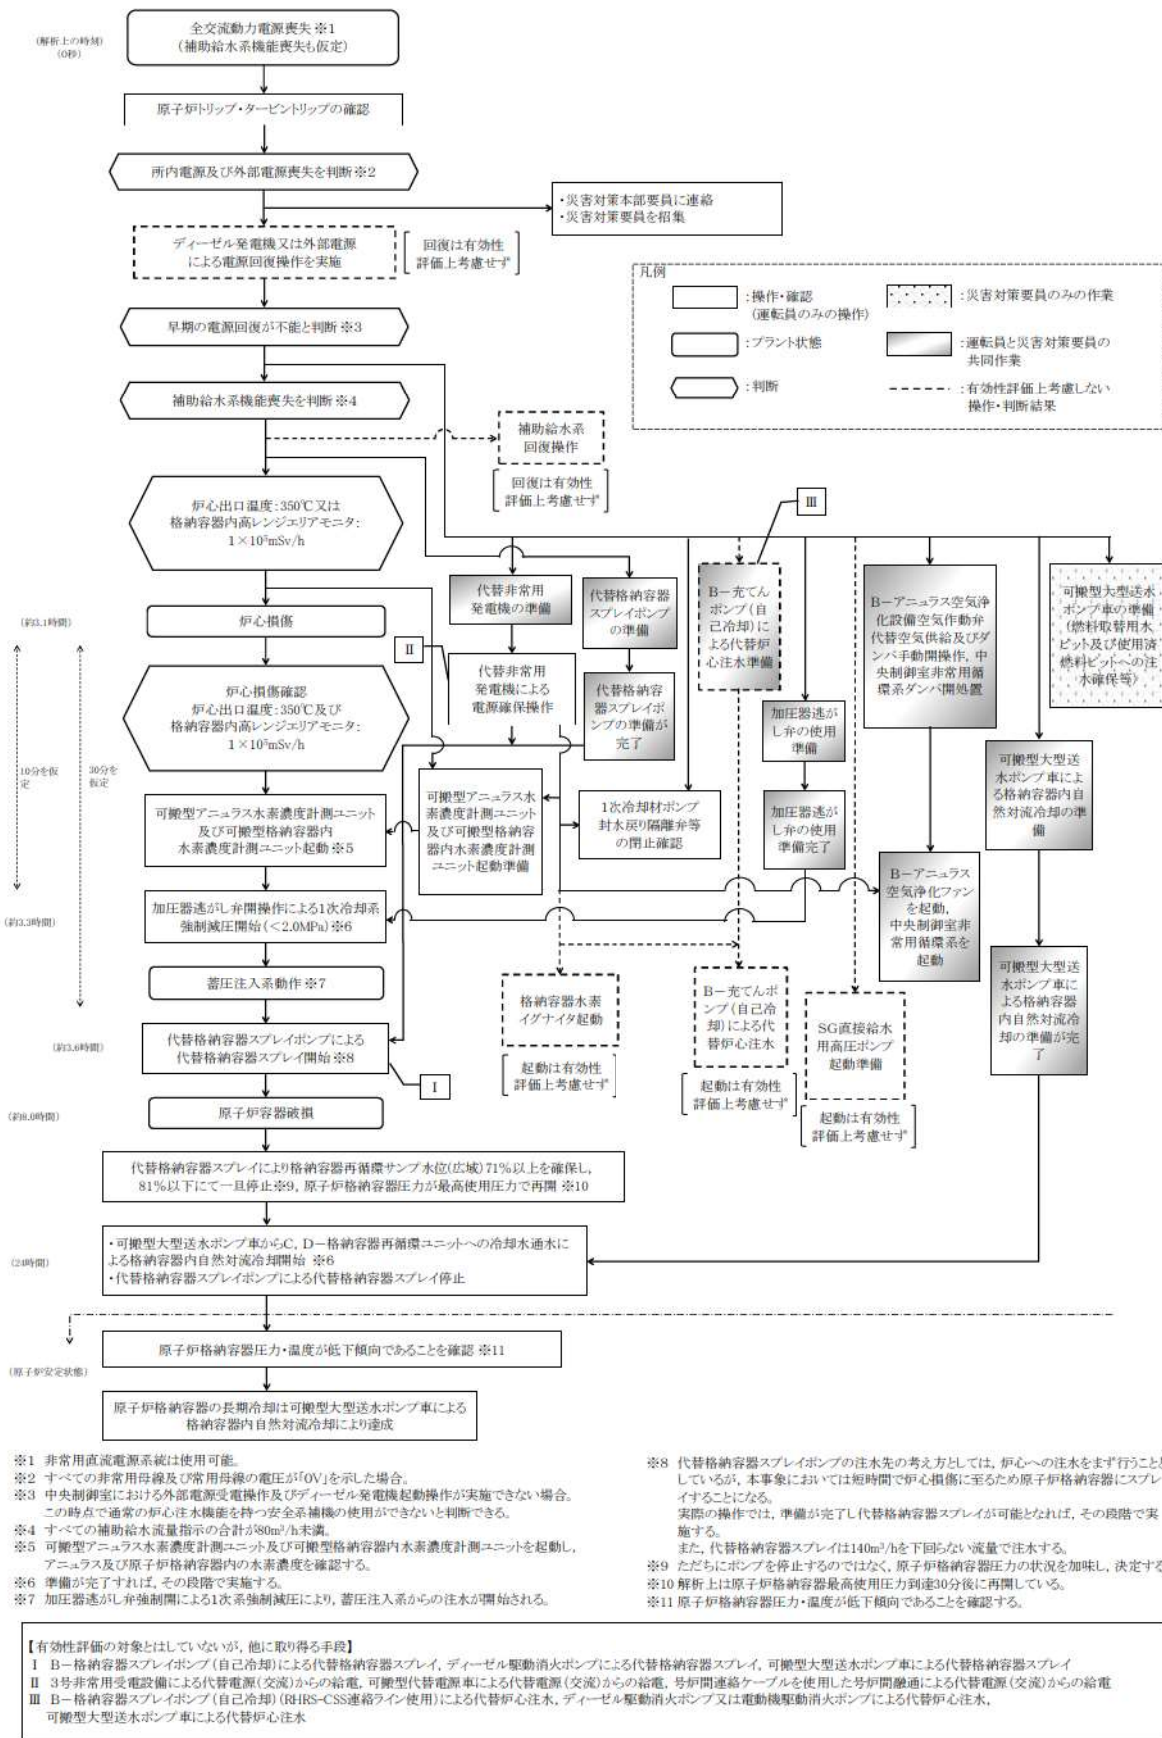 (解析上の時刻)
(0秒)
全交流動力電源喪失 ※1
(補助給水系機能喪失も仮定)
原子炉トリップ・タービントリップの確認
所内電源及び外部電源喪失を判断 ※2
・災害対策本部要員に連絡
・災害対策要員を招集
ディーゼル発電機又は外部電源
による電源回復操作を実施
回復は有効性
評価上考慮せず
早期の電源回復が不能と判断 ※3
補助給水系機能喪失を判断 ※4
凡例
:操作・確認
(運転員のみの操作)
:プラント状態
:判断
:災害対策要員のみの作業
:運転員と災害対策要員の
共同作業
:有効性評価上考慮しない
操作・判断結果
補助給水系
回復操作
回復は有効性
評価上考慮せず
Ⅲ
炉心出口温度:350℃又は
格納容器内高レンジエリアモニタ:
1×10⁵mSv/h
代替非常用
発電機の準備
代替格納容器
スプレイポンプ
の準備
B-充てん
ポンプ(自
己冷却)に
よる代替炉
心注水準備
B-アニュラス空気浄
化設備空気作動弁
代替空気供給及びダ
ンパ手動開操作, 中
央制御室非常用循
環系ダンパ開処置
可搬型大型送水
ポンプ車の準備
(燃料取替用水
ピット及び使用済
燃料ピットへの注
水確保等)
(約3.1時間)
炉心損傷
Ⅱ
代替非常用
発電機による
電源確保操作
代替格納容
器スプレイポ
ンプの準備が
完了
加圧器逃が
し弁の使用
準備
炉心損傷確認
炉心出口温度:350℃及び
格納容器内高レンジエリアモニタ:
1×10⁵mSv/h
10分を仮
定
30分を
仮定
可搬型大型送
水ポンプ車によ
る格納容器内自
然対流冷却の準
備
可搬型アニュラス水素濃度計測ユニット
及び可搬型格納容器内
水素濃度計測ユニット起動 ※5
可搬型アニュラス水
素濃度計測ユニット
及び可搬型格納容
器内水素濃度計測
ユニット起動準備
1次冷却材ポンプ
封水戻り隔離弁等
の閉止確認
加圧器逃が
し弁の使用
準備完了
B-アニュラス
空気浄化ファン
を起動,
中央制御室非
常用循環系を
起動
(約3.3時間)
加圧器逃がし弁開操作による1次冷却系
強制減圧開始(<2.0MPa) ※6
蓄圧注入系動作 ※7
格納容器水素
イグナイタ起動
B-充てんポ
ンプ(自己冷
却)による代
替炉心注水
SG直接給水
用高圧ポンプ
起動準備
可搬型大型送
水ポンプ車によ
る格納容器内
自然対流冷
却の準備が完
了
(約3.6時間)
代替格納容器スプレイポンプによる
代替格納容器スプレイ開始 ※8
Ⅰ
起動は有効性
評価上考慮せず
起動は有効性
評価上考慮せず
起動は有効性
評価上考慮せず
(約8.0時間)
原子炉容器破損
代替格納容器スプレイにより格納容器再循環サンプ水位(広域)71%以上を確保し,
81%以下にて一旦停止※9, 原子炉格納容器圧力が最高使用圧力で再開 ※10
(24時間)
・可搬型大型送水ポンプ車からC, D-格納容器再循環ユニットへの冷却水通水に
よる格納容器内自然対流冷却開始 ※6
・代替格納容器スプレイポンプによる代替格納容器スプレイ停止
(原子炉安定状態)
原子炉格納容器圧力・温度が低下傾向であることを確認 ※11
原子炉格納容器の長期冷却は可搬型大型送水ポンプ車による
格納容器内自然対流冷却により達成
※1 非常用直流電源系統は使用可能。
※2 すべての非常用母線及び常用母線の電圧が「0V」を示した場合。
※3 中央制御室における外部電源受電操作及びディーゼル発電機起動操作が実施できない場合。
この時点で通常の炉心注水機能を持つ安全系補機の使用ができないと判断できる。
※4 すべての補助給水流量指示の合計が80m³/h未満。
※5 可搬型アニュラス水素濃度計測ユニット及び可搬型格納容器内水素濃度計測ユニットを起動し,
アニュラス及び原子炉格納容器内の水素濃度を確認する。
※6 準備が完了すれば, その段階で実施する。
※7 加圧器逃がし弁強制開による1次系強制減圧により, 蓄圧注入系からの注水が開始される。
※8 代替格納容器スプレイポンプの注水先の考え方としては, 炉心への注水をまず行うこと
しているが, 本事象においては短時間で炉心損傷に至るため原子炉格納容器にスプレ
イすることになる。
実際の操作では, 準備が完了し代替格納容器スプレイが可能となれば, その段階で実
施する。
また, 代替格納容器スプレイは140m³/hを下回らない流量で注水する。
※9 ただちにポンプを停止するのではなく, 原子炉格納容器圧力の状況を加味し, 決定する
※10 解析上は原子炉格納容器最高使用圧力到達30分後に再開している。
※11 原子炉格納容器圧力・温度が低下傾向であることを確認する。
【有効性評価の対象とはしていないが, 他に取り得る手段】
Ⅰ B-格納容器スプレイポンプ(自己冷却)による代替格納容器スプレイ, ディーゼル駆動消火ポンプによる代替格納容器スプレイ, 可搬型大型送水ポンプ車による代替格納容器スプレイ
Ⅱ 3号非常用受電設備による代替電源(交流)からの給電, 可搬型代替電源車による代替電源(交流)からの給電, 号炉間連絡ケーブルを使用した号炉間融通による代替電源(交流)からの給電
Ⅲ B-格納容器スプレイポンプ(自己冷却)(RHRS-CSS連絡ライン使用)による代替炉心注水, ディーゼル駆動消火ポンプ又は電動機駆動消火ポンプによる代替炉心注水,
可搬型大型送水ポンプ車による代替炉心注水